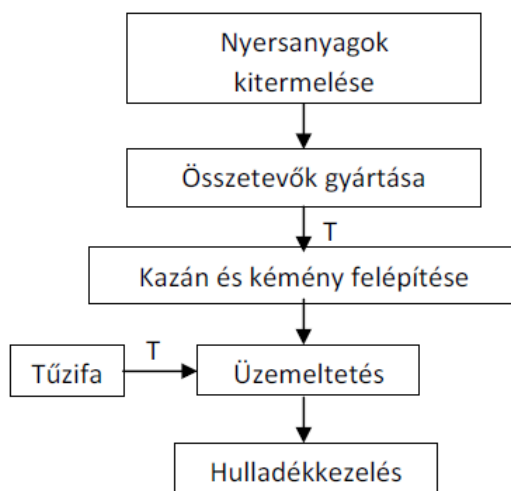 Nyersanyagok
kitermelése
Összetevők gyártása
T
Kazán és kémény felépítése
T
Tűzifa
Üzemeltetés
Hulladékkezelés